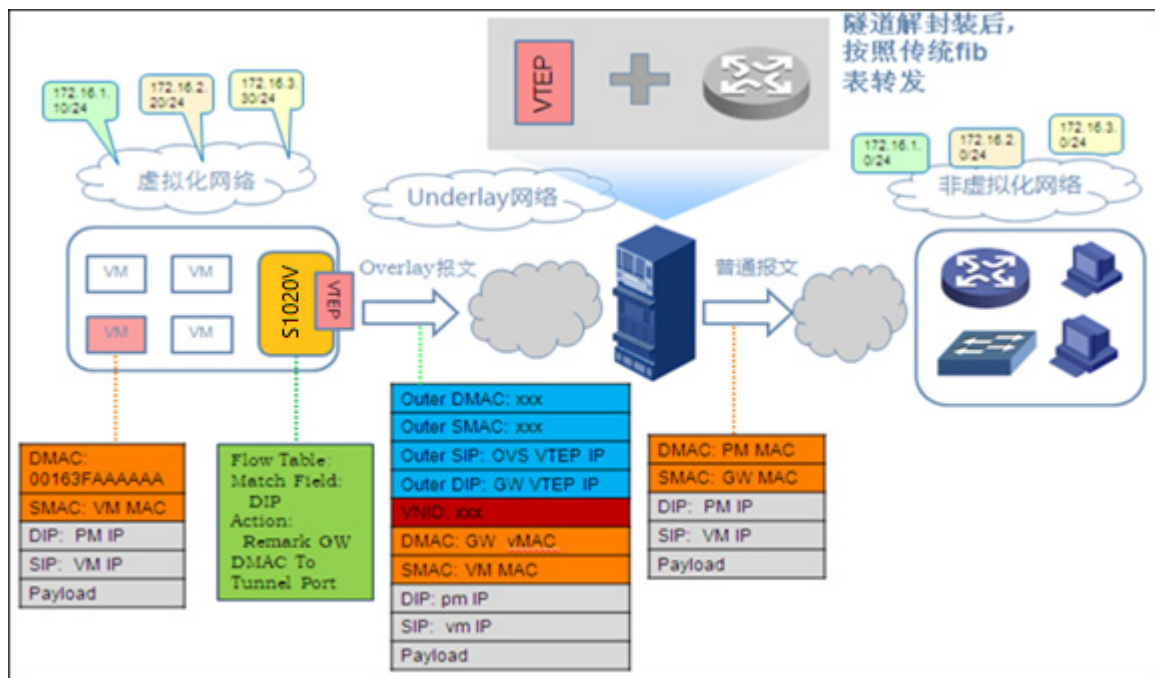 隧道解封装后，
按照传统fib
表转发
VTEP
172.16.1.
10/24
172.16.2.
20/24
172.16.3.
30/24
虚拟化网络
Underlay网络
172.16.1.
0/24
172.16.2.
0/24
172.16.3.
0/24
非虚拟化网络
VM
VM
VM
VM
S1020V
VTEP
Overlay报文
普通报文
DMAC:
00163FAAAAAA
SMAC: VM MAC
DIP: PM IP
SIP: VM IP
Payload
Flow Table:
Match Field:
DIP
Action:
Remark GW
DMAC To
Tunnel Port
Outer DMAC: xxx
Outer SMAC: xxx
Outer SIP: OVS VTEP IP
Outer DIP: GW VTEP IP
VNID: xxx
DMAC: GW vMAC
SMAC: VM MAC
DIP: pm IP
SIP: vm IP
Payload
DMAC: PM MAC
SMAC: GW MAC
DIP: PM IP
SIP: VM IP
Payload